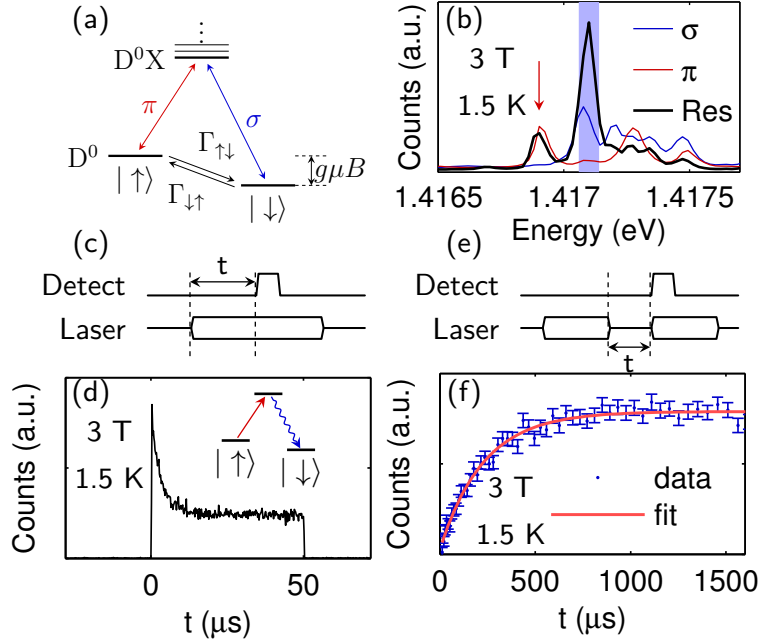 (a)
D⁰X
π
σ
D⁰
Γ↑↓
Γ↓↑
gμB
| ↑⟩
| ↓⟩
(b)
Counts (a.u.)
3 T
1.5 K
σ
π
Res
1.4165
1.417
1.4175
Energy (eV)
(c)
t
Detect
Laser
(e)
Detect
Laser
t
(d)
Counts (a.u.)
3 T
1.5 K
| ↑⟩
| ↓⟩
0
50
t (μs)
(f)
Counts (a.u.)
3 T
1.5 K
data
fit
0
500
1000
1500
t (μs)